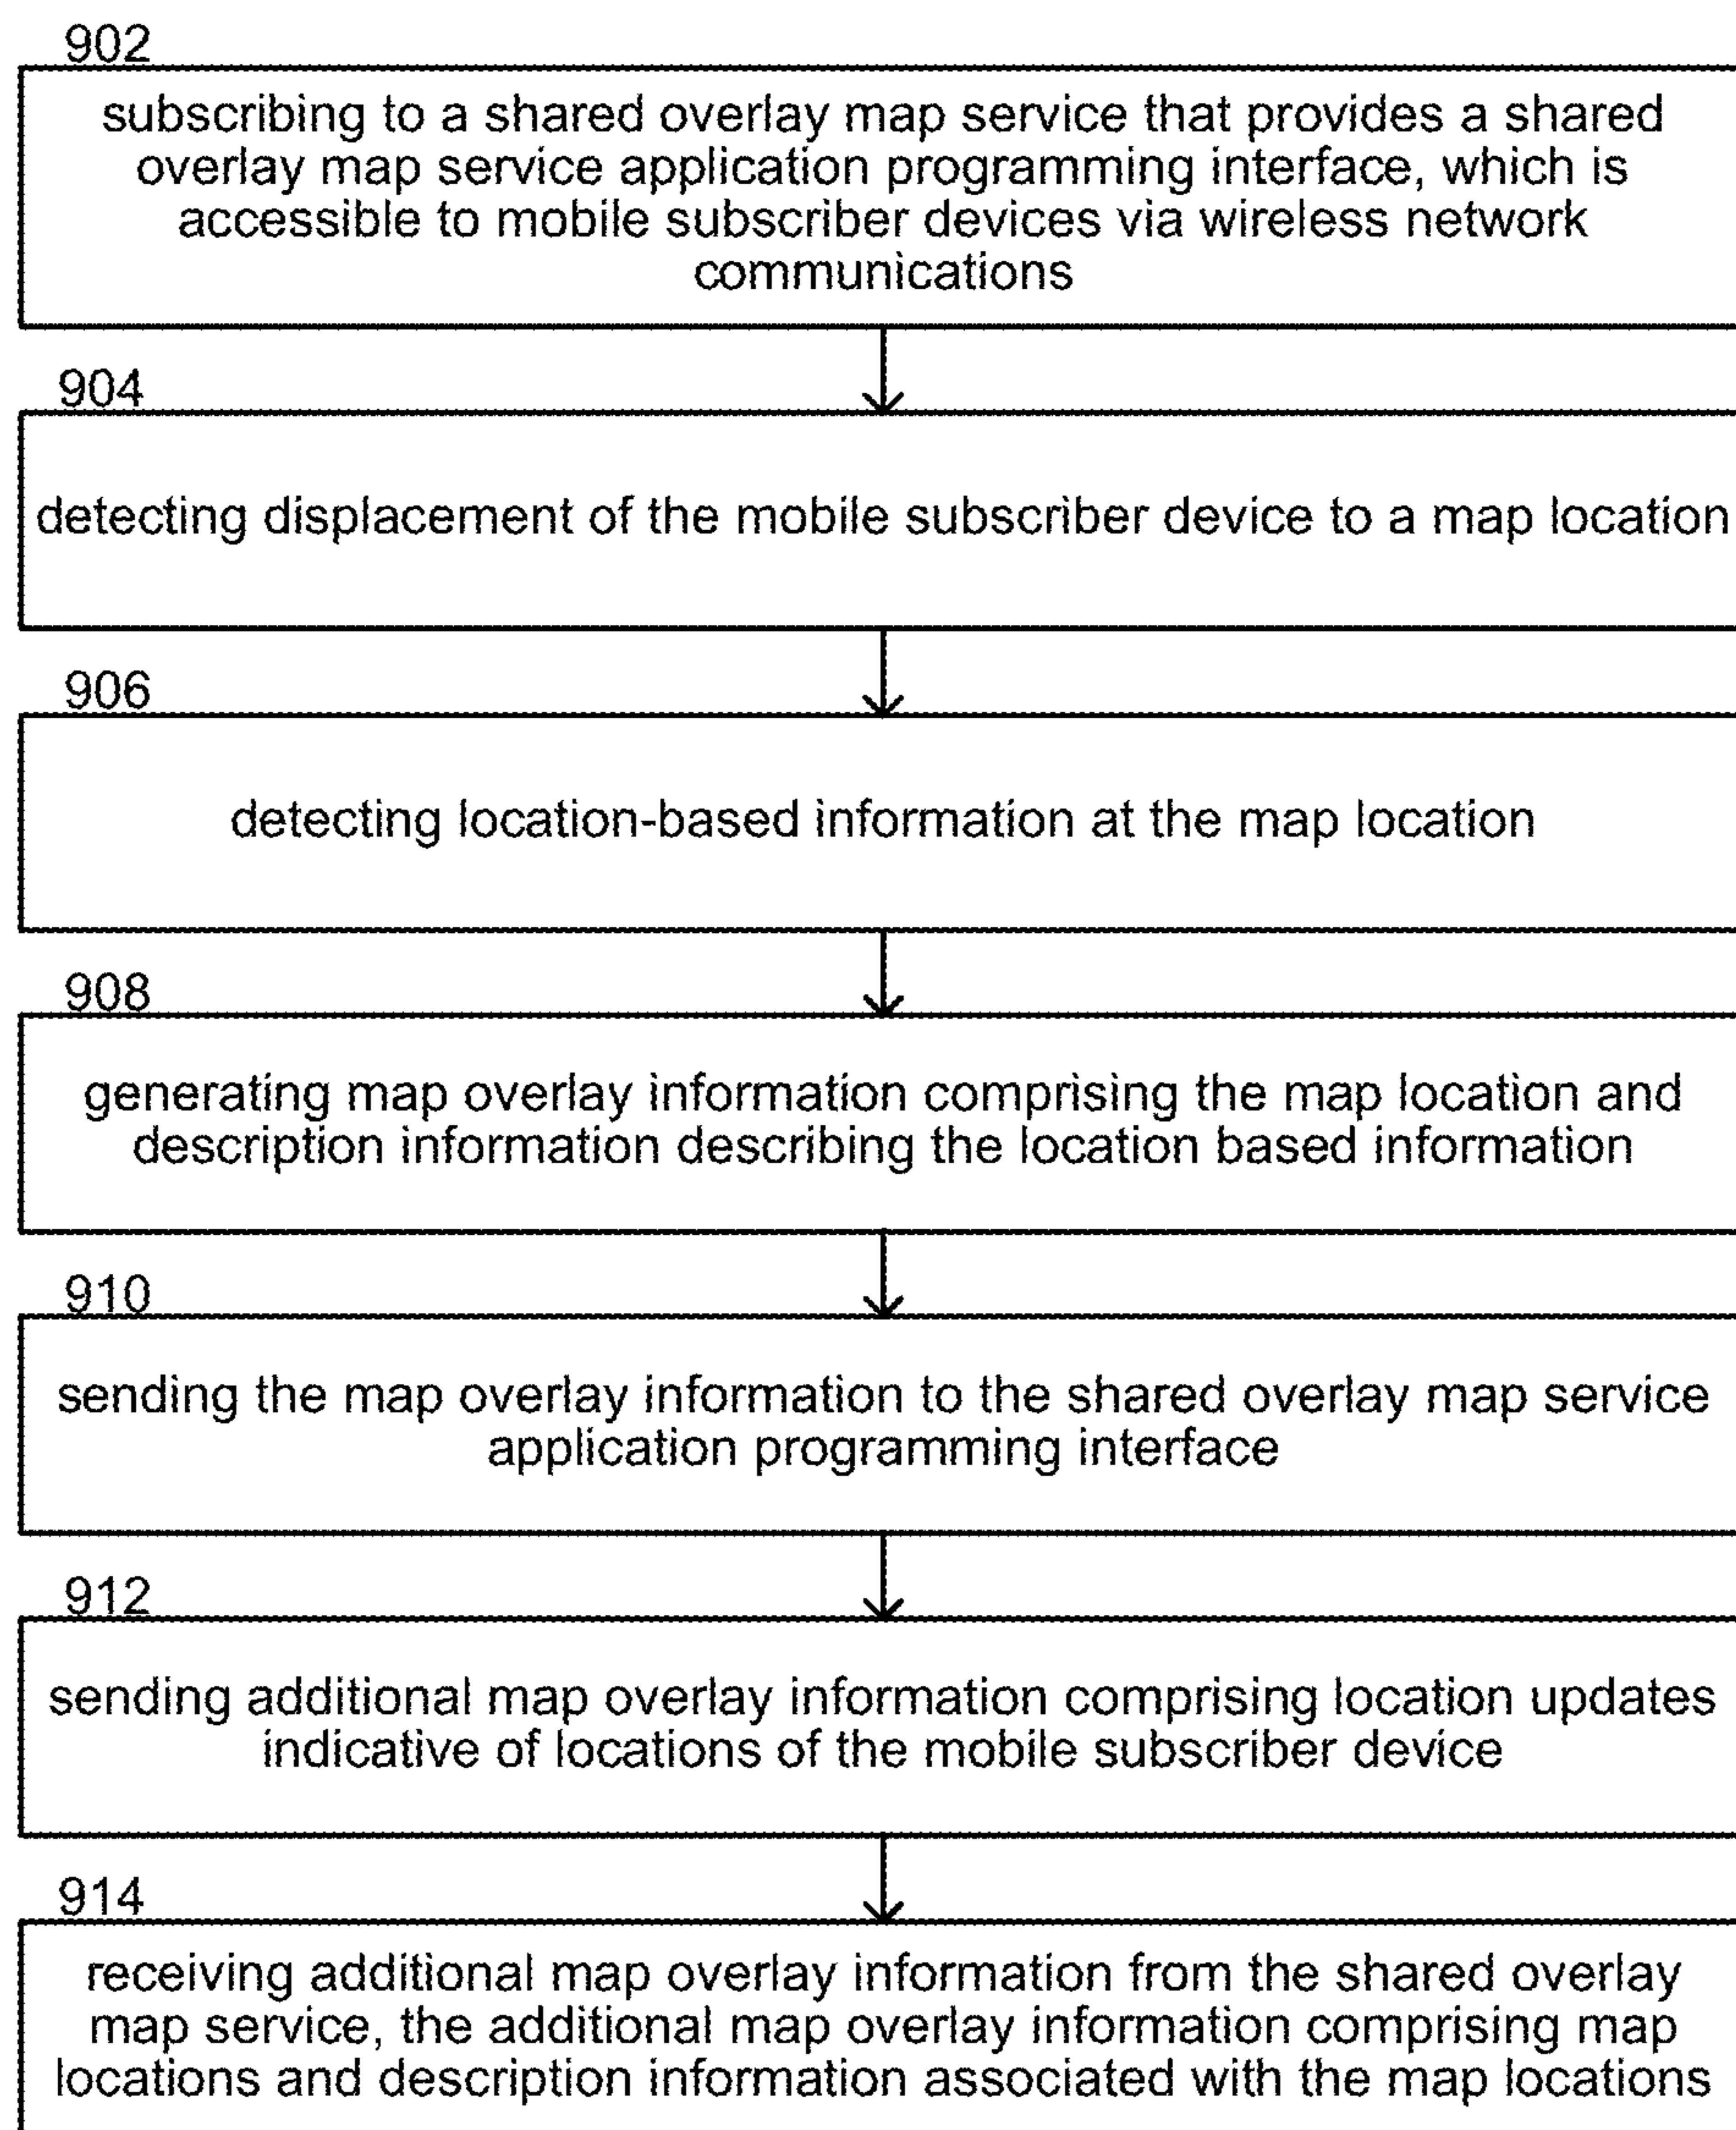 902
subscribing to a shared overlay map service that provides a shared
overlay map service application programming interface, which is
accessible to mobile subscriber devices via wireless network
communications
904
detecting displacement of the mobile subscriber device to a map location
906
detecting location-based information at the map location
908
generating map overlay information comprising the map location and
description information describing the location based information
910
sending the map overlay information to the shared overlay map service
application programming interface
912
sending additional map overlay information comprising location updates
indicative of locations of the mobile subscriber device
914
receiving additional map overlay information from the shared overlay
map service, the additional map overlay information comprising map
locations and description information associated with the map locations